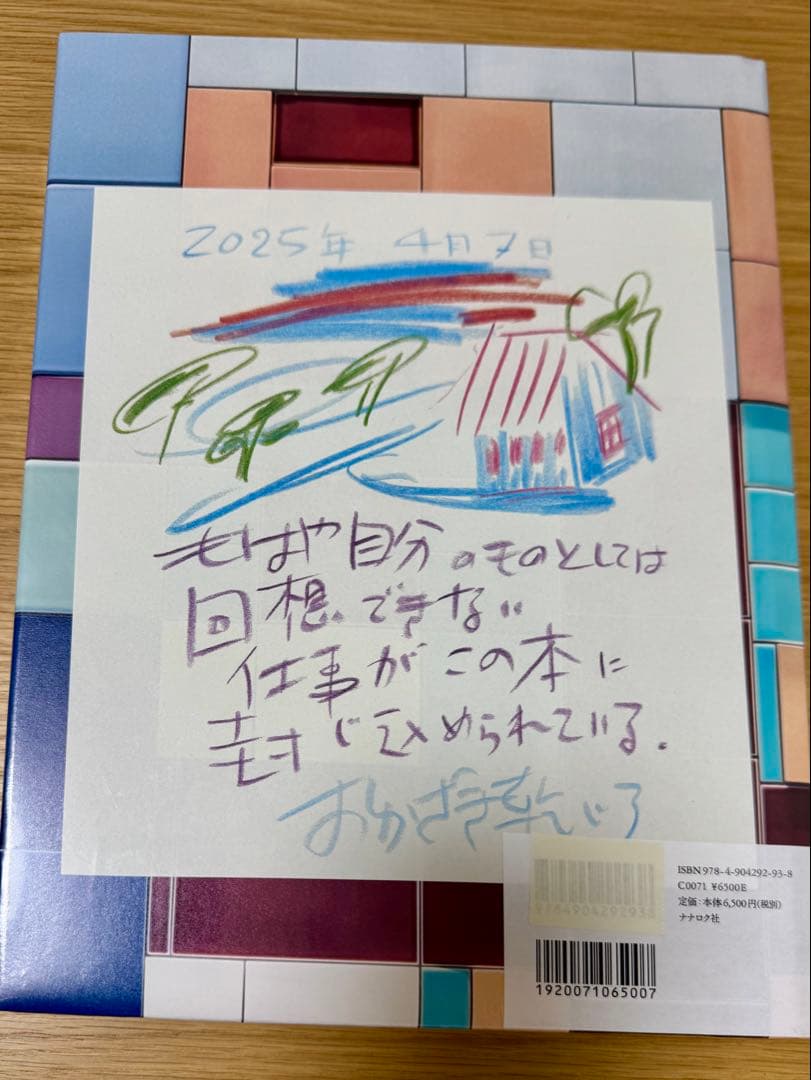 2025年 4月7日
もはや自分のものとしては
回想できない
仕事がこの本に
封じ込められている.
おかざき乾じろ
ISBN978-4-904292-93-8
C0071 ¥6500E
定価:本体6,500円(税別)
ナナロク社
9784904292938
1920071065007